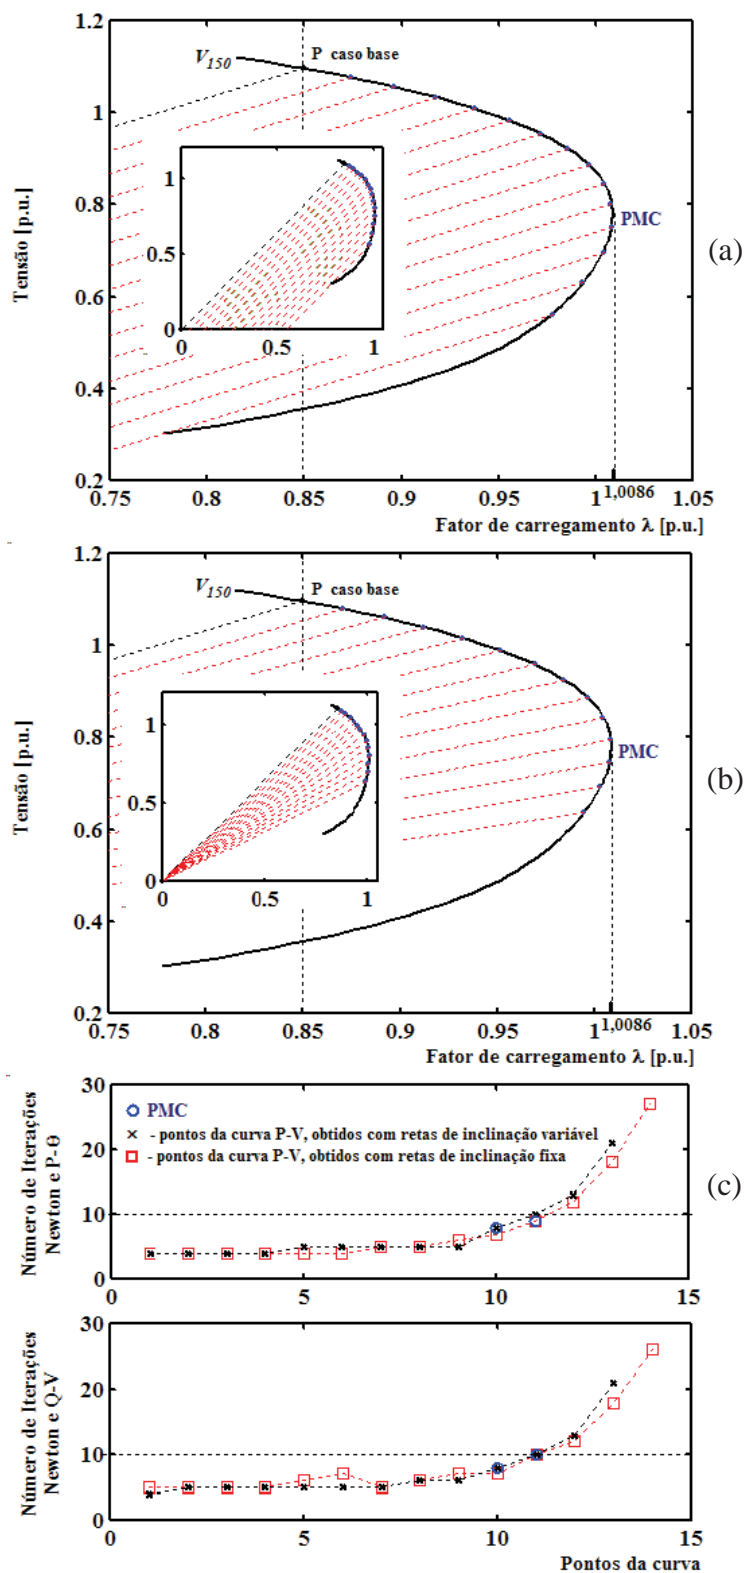 1.2
V150
P caso base
1
Tensão [p.u.]
1
0.8
PMC
(a)
0.5
0.6
0
0
0.5
1
0.4
0.2
0.75
0.8
0.85
0.9
0.95
1
1,0086
1.05
Fator de carregamento λ [p.u.]
1.2
V150
P caso base
1
Tensão [p.u.]
1
0.8
PMC
(b)
0.5
0.6
0
0
0.5
1
0.4
0.2
0.75
0.8
0.85
0.9
0.95
1
1,0086
1.05
Fator de carregamento λ [p.u.]
30
PMC
- pontos da curva P-V, obtidos com retas de inclinação variável
20
- pontos da curva P-V, obtidos com retas de inclinação fixa
Número de Iterações
Newton e P-θ
(c)
10
0
0
5
10
15
30
Número de Iterações
Newton e Q-V
20
10
0
0
5
10
15
Pontos da curva